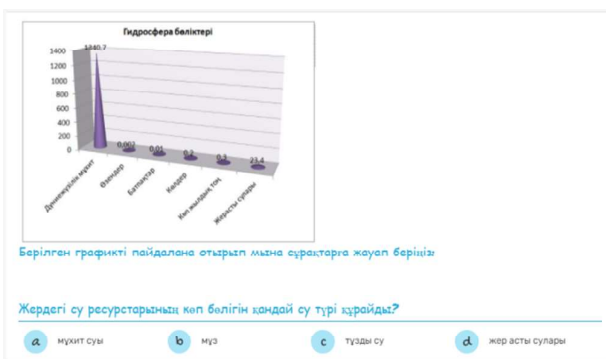 Гидросфера бөліктері
1400
1200
1000
800
600
400
200
0
1340.7
0,002
0,01
0,2
0,3
23,4
Дүниежүзілік мұхит
Өзендер
Батпақтар
Көлдер
Көп жылдық тоң
Жерасты сулары
Берілген графикті пайдалана отырып мына сұрақтарға жауап беріңіз:
Жердегі су ресурстарының көп бөлігін қандай су түрі құрайды?
a мұхит суы
b мұз
c тұзды су
d жер асты сулары